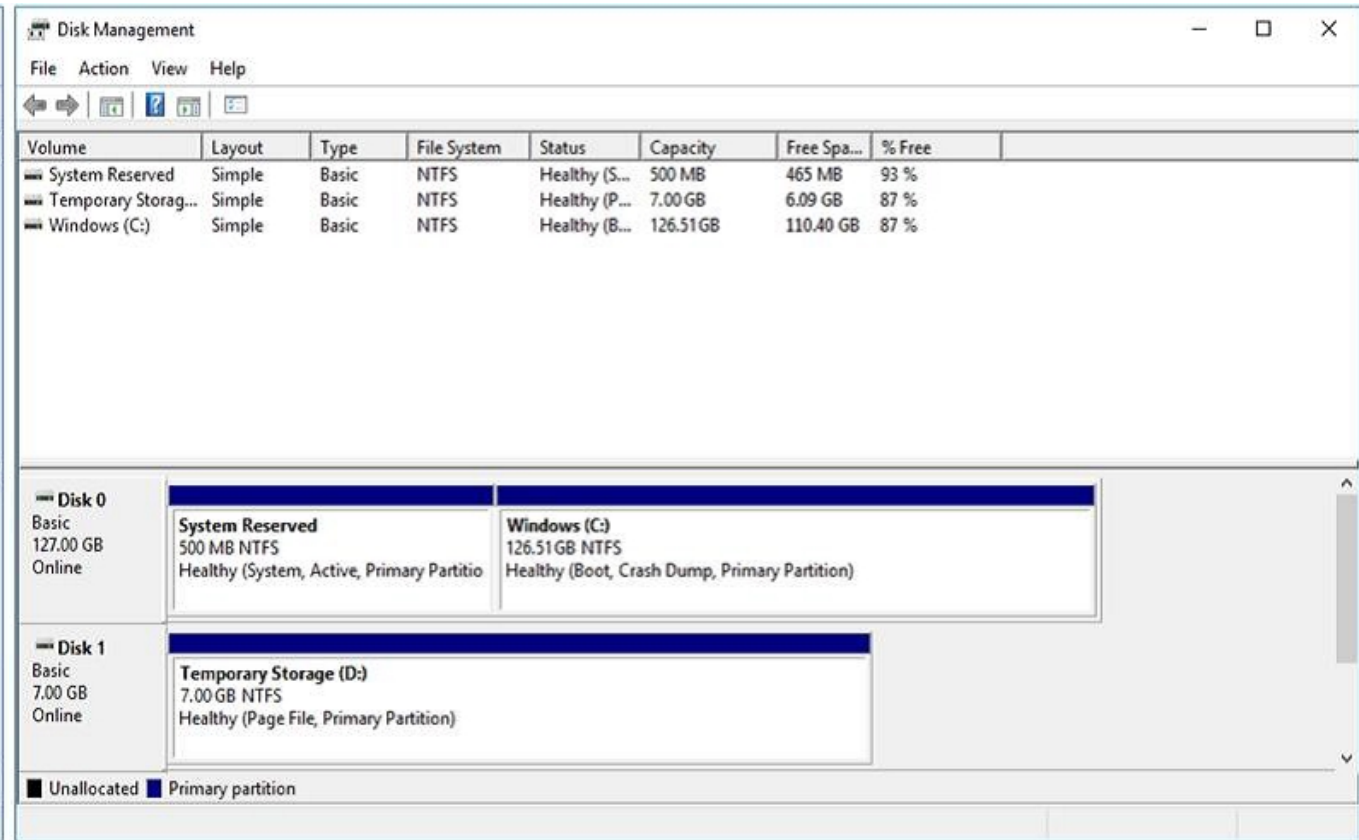 Disk Management
File Action View Help
Volume Layout Type File System Status Capacity Free Spa... % Free
System Reserved Simple Basic NTFS Healthy (S... 500 MB 465 MB 93 %
Temporary Storag... Simple Basic NTFS Healthy (P... 7.00 GB 6.09 GB 87 %
Windows (C:) Simple Basic NTFS Healthy (B... 126.51 GB 110.40 GB 87 %
Disk 0
Basic
127.00 GB
Online
System Reserved
500 MB NTFS
Healthy (System, Active, Primary Partitio
Windows (C:)
126.51 GB NTFS
Healthy (Boot, Crash Dump, Primary Partition)
Disk 1
Basic
7.00 GB
Online
Temporary Storage (D:)
7.00 GB NTFS
Healthy (Page File, Primary Partition)
Unallocated Primary partition